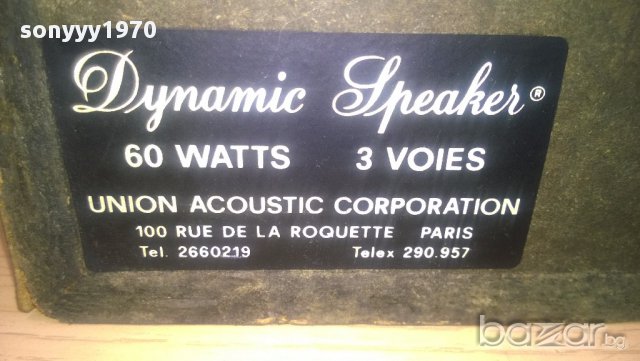 sonyyy1970
Dynamic Speaker®
60 WATTS 3 VOIES
UNION ACOUSTIC CORPORATION
100 RUE DE LA ROQUETTE PARIS
Tel. 2660219 Telex 290.957
bazar.bg